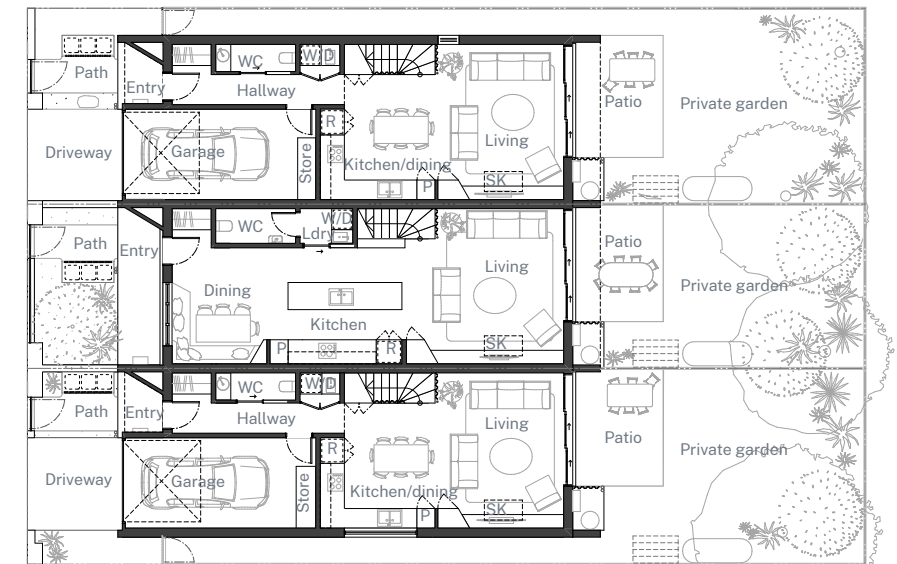 WC
W/D
Path
Entry
Hallway
Patio
Private garden
R
Driveway
Garage
Store
Kitchen/dining
Living
P
SK
WC
W/D
Ldry
Path
Entry
Patio
Living
Dining
Private garden
Kitchen
P
R
SK
WC
W/D
Path
Entry
Hallway
Living
Patio
R
Private garden
Driveway
Garage
Store
Kitchen/dining
P
SK